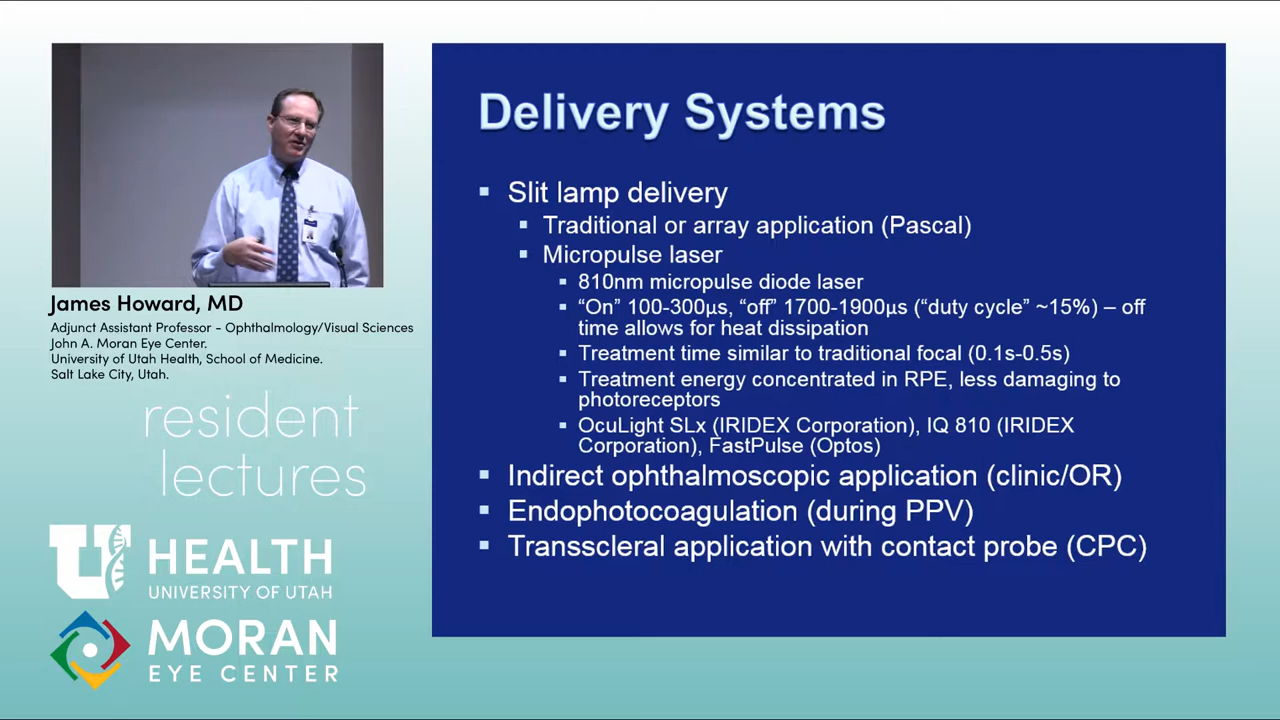 Delivery Systems
▪ Slit lamp delivery
▪ Traditional or array application (Pascal)
▪ Micropulse laser
▪ 810nm micropulse diode laser
▪ “On” 100-300µs, “off” 1700-1900µs (“duty cycle” ~15%) – off
time allows for heat dissipation
▪ Treatment time similar to traditional focal (0.1s-0.5s)
▪ Treatment energy concentrated in RPE, less damaging to
photoreceptors
▪ OcuLight SLx (IRIDEX Corporation), IQ 810 (IRIDEX
Corporation), FastPulse (Optos)
▪ Indirect ophthalmoscopic application (clinic/OR)
▪ Endophotocoagulation (during PPV)
▪ Transscleral application with contact probe (CPC)
James Howard, MD
Adjunct Assistant Professor - Ophthalmology/Visual Sciences
John A. Moran Eye Center.
University of Utah Health, School of Medicine.
Salt Lake City, Utah.
resident
lectures
U HEALTH
UNIVERSITY OF UTAH
MORAN
EYE CENTER